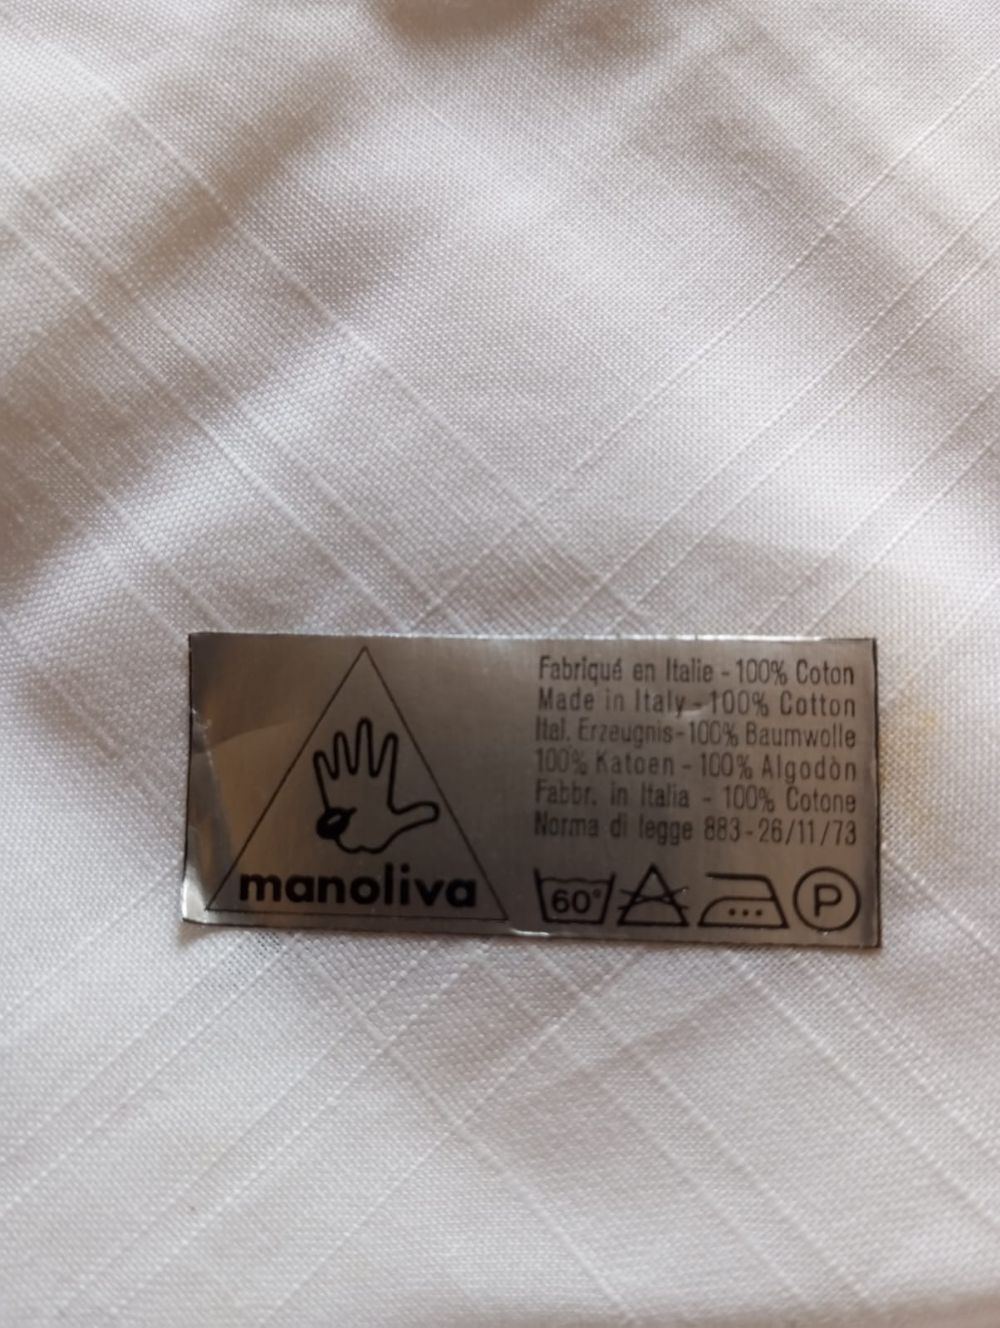 manoliva
Fabriqué en Italie - 100% Coton
Made in Italy - 100% Cotton
Ital. Erzeugnis - 100% Baumwolle
100% Katoen - 100% Algodòn
Fabbr. in Italia - 100% Cotone
Norma di legge 883 - 26/11/73
60° P